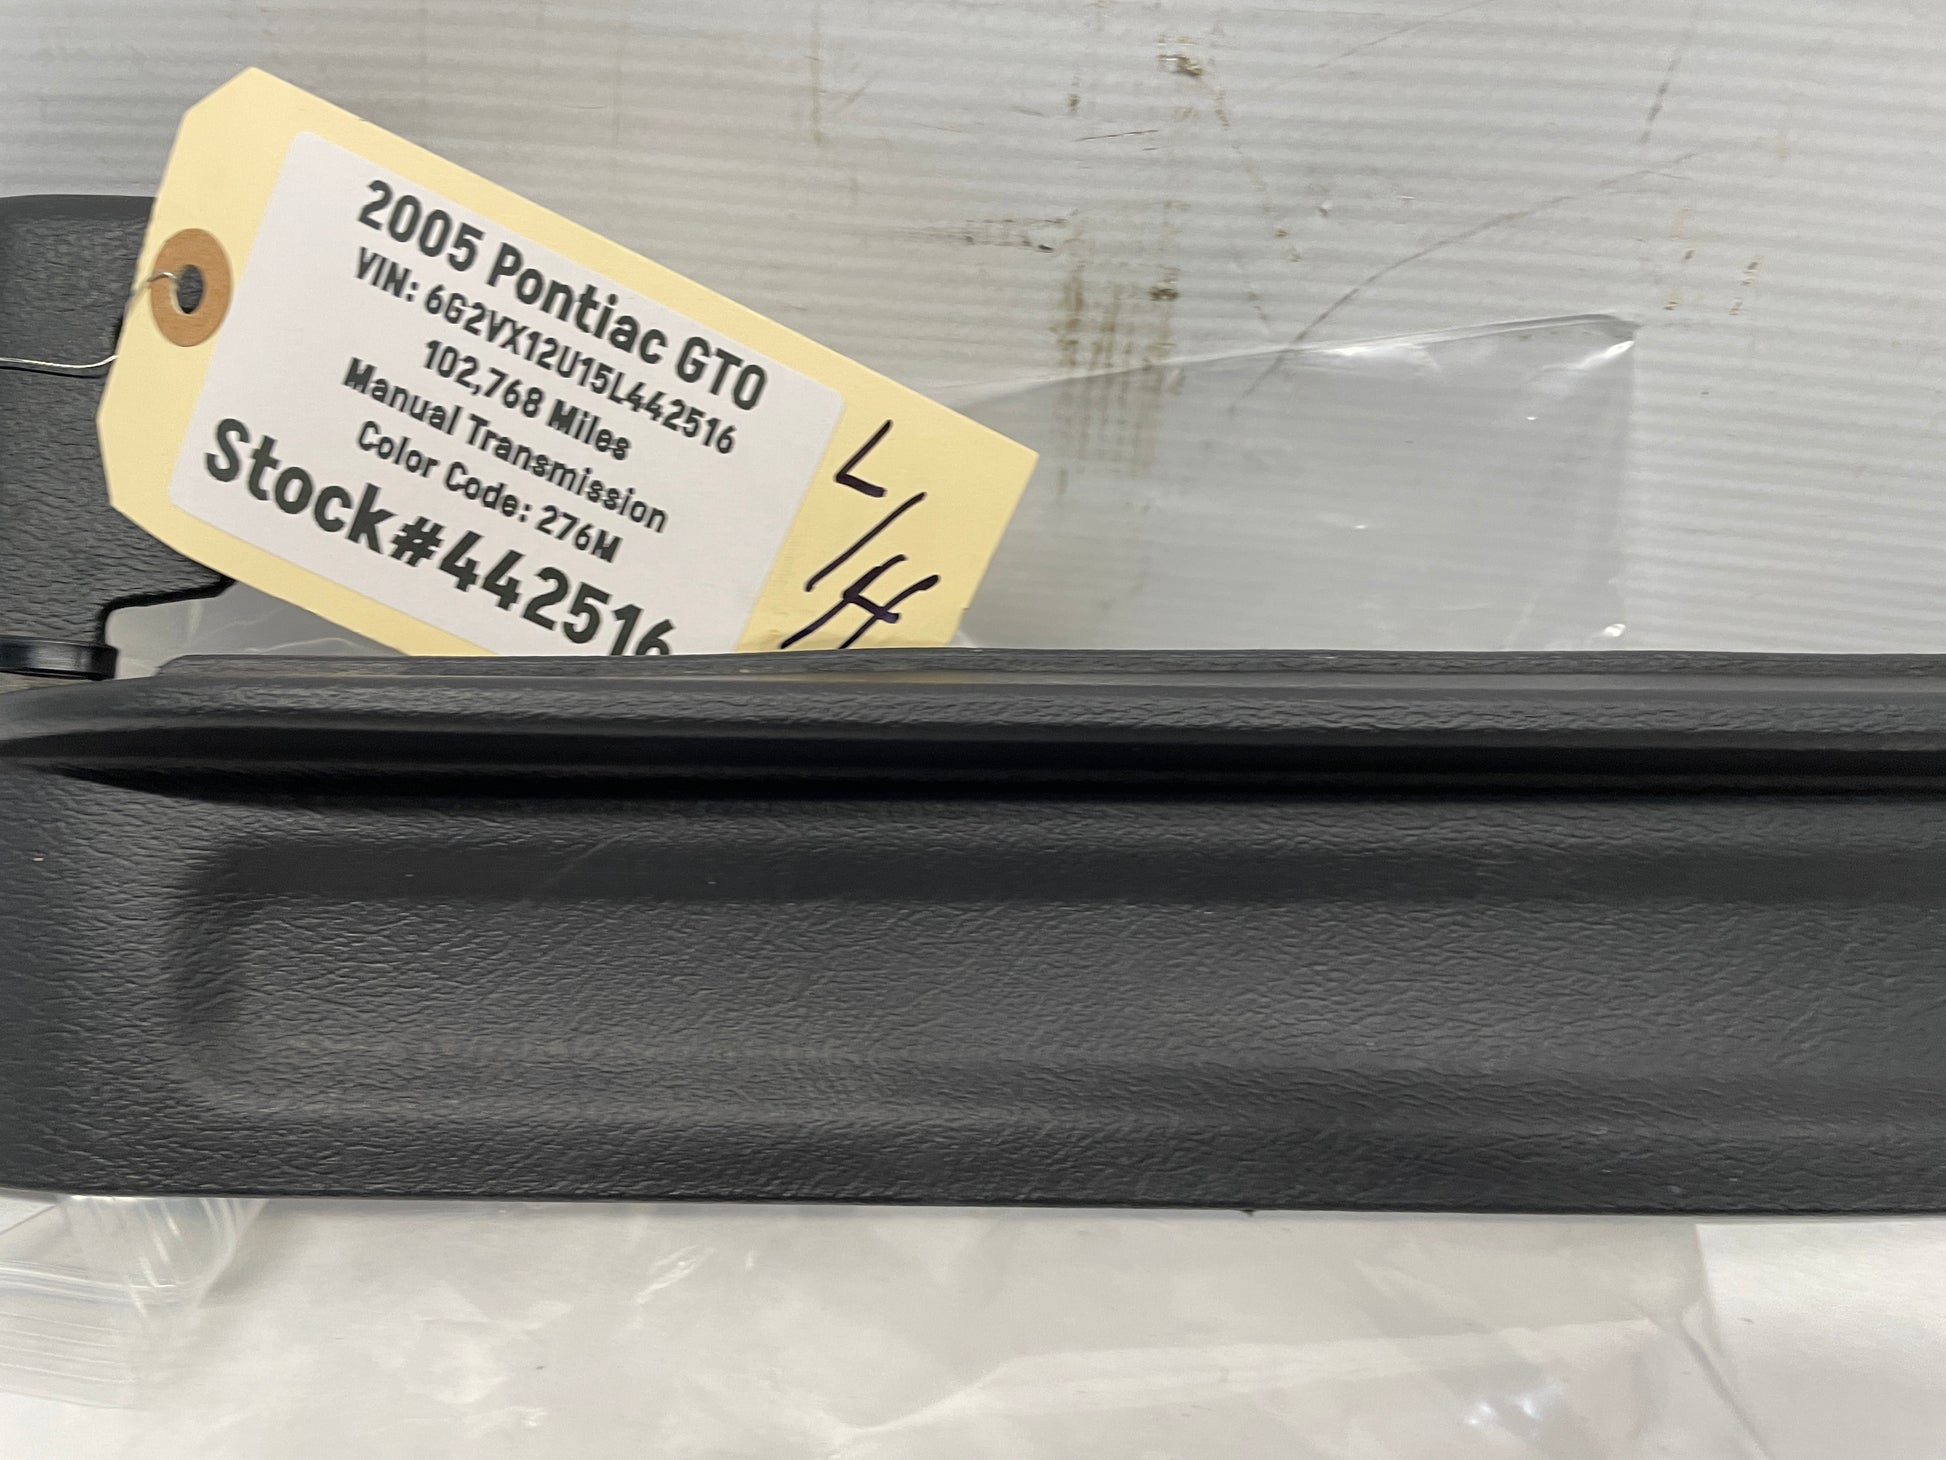 2005 Pontiac GTO
VIN: 6G2VX12U15L442516
102,768 Miles
Manual Transmission
Color Code: 276M
Stock#442516
L/H